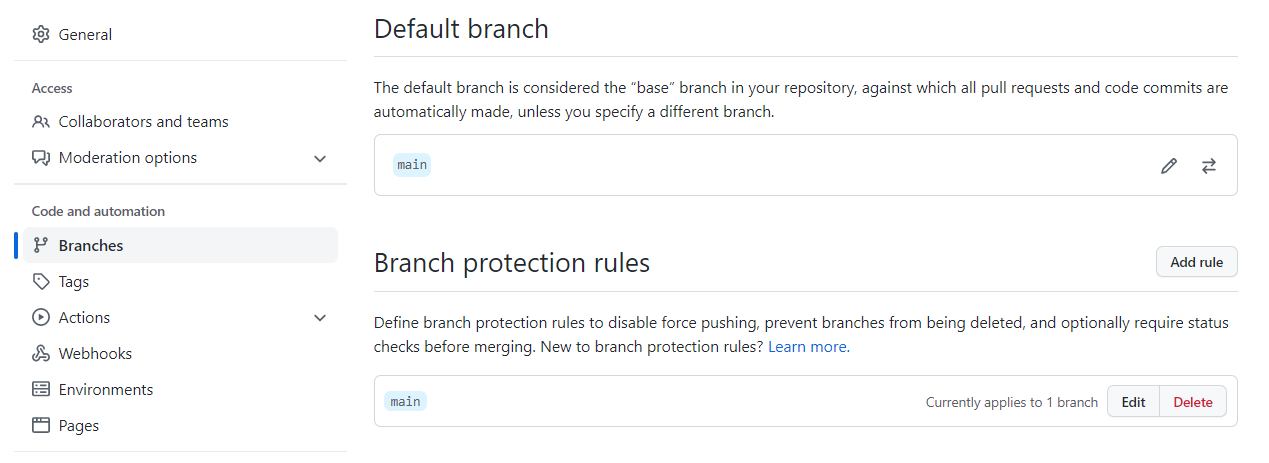 General
Access
Collaborators and teams
Moderation options
Code and automation
Branches
Tags
Actions
Webhooks
Environments
Pages
Default branch
The default branch is considered the “base” branch in your repository, against which all pull requests and code commits are
automatically made, unless you specify a different branch.
main
Branch protection rules
Add rule
Define branch protection rules to disable force pushing, prevent branches from being deleted, and optionally require status
checks before merging. New to branch protection rules? Learn more.
main
Currently applies to 1 branch
Edit
Delete